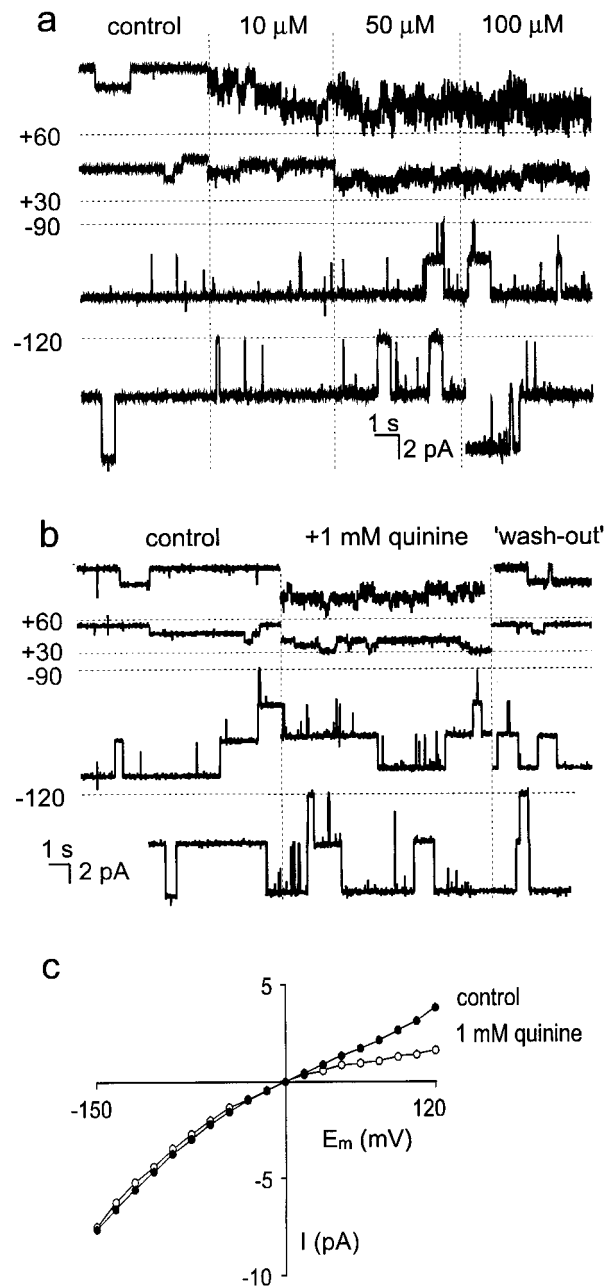 a
control 10 μM 50 μM 100 μM
+60
+30
-90
-120
1 s
2 pA
b
control +1 mM quinine 'wash-out'
+60
+30
-90
-120
1 s
2 pA
c
5
control
1 mM quinine
-150
120
Em (mV)
-5
I (pA)
-10